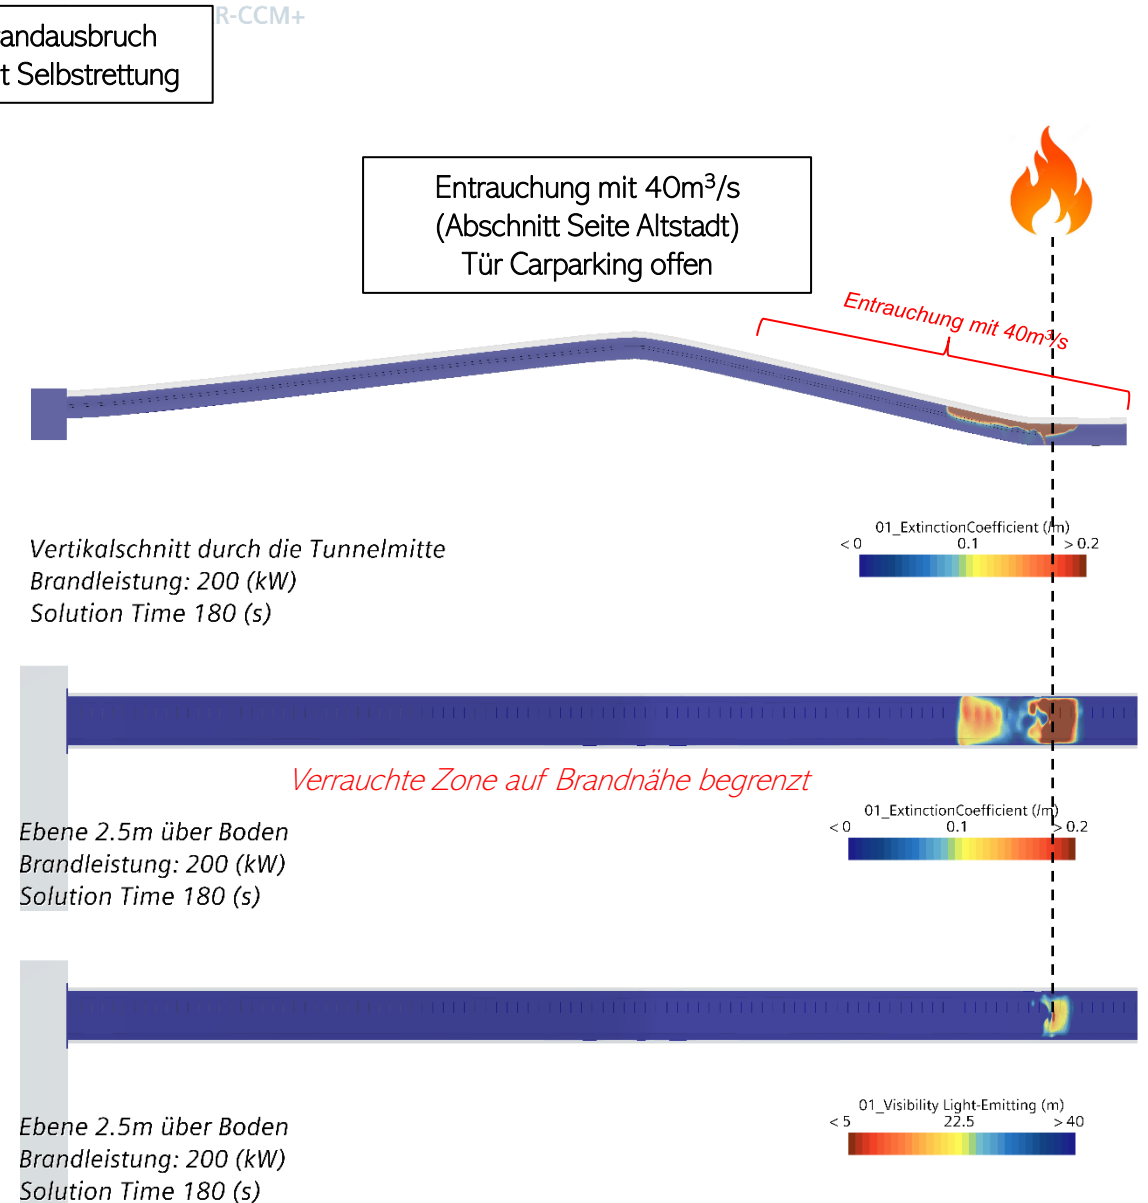 R-CCM+
andausbruch
t Selbstrettung
Entrauchung mit 40m³/s
(Abschnitt Seite Altstadt)
Tür Carparking offen
Entrauchung mit 40m³/s
Vertikalschnitt durch die Tunnelmitte
Brandleistung: 200 (kW)
Solution Time 180 (s)
01_ExtinctionCoefficient (/m)
< 0 0.1 > 0.2
Verrauchte Zone auf Brandnähe begrenzt
01_ExtinctionCoefficient (/m)
< 0 0.1 > 0.2
Ebene 2.5m über Boden
Brandleistung: 200 (kW)
Solution Time 180 (s)
01_Visibility Light-Emitting (m)
< 5 22.5 > 40
Ebene 2.5m über Boden
Brandleistung: 200 (kW)
Solution Time 180 (s)